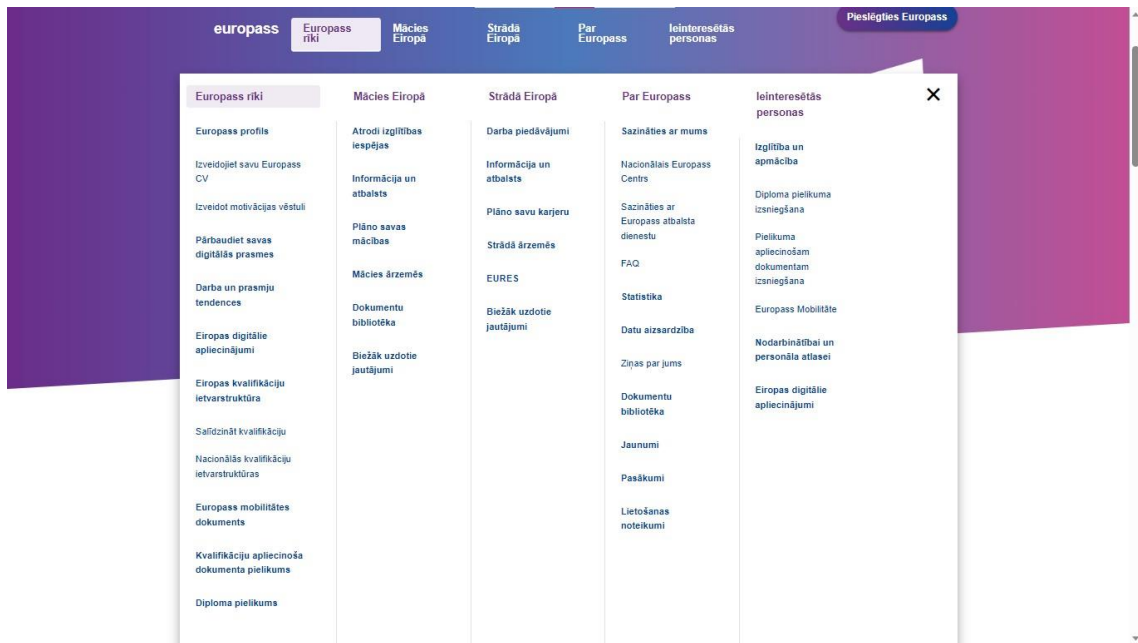 europass
Europass
rīki
Mācies
Eiropā
Strādā
Eiropā
Par
Europass
Ieinteresētās
personas
Pieslēgties Europass
Europass rīki
Europass profils
Izveidojiet savu Europass
CV
Izveidot motivācijas vēstuli
Pārbaudiet savas
digitālās prasmes
Darba un prasmju
tendences
Eiropas digitālie
apliecinājumi
Eiropas kvalifikāciju
ietvarstruktūra
Salīdzināt kvalifikāciju
Nacionālās kvalifikāciju
ietvarstruktūras
Europass mobilitātes
dokuments
Kvalifikāciju apliecinoša
dokumenta pielikums
Diploma pielikums
Mācies Eiropā
Atrodi izglītības
iespējas
Informācija un
atbalsts
Plāno savas
mācības
Mācies ārzemēs
Dokumentu
bibliotēka
Biežāk uzdotie
jautājumi
Strādā Eiropā
Darba piedāvājumi
Informācija un
atbalsts
Plāno savu karjeru
Strādā ārzemēs
EURES
Biežāk uzdotie
jautājumi
Par Europass
Sazināties ar mums
Nacionālais Europass
Centrs
Sazināties ar
Europass atbalsta
dienestu
FAQ
Statistika
Datu aizsardzība
Ziņas par jums
Dokumentu
bibliotēka
Jaunumi
Pasākumi
Lietošanas
noteikumi
Ieinteresētās
personas
Izglītība un
apmācība
Diploma pielikuma
izsniegšana
Pielikuma
apliecinošam
dokumentam
izsniegšana
Europass Mobilitāte
Nodarbinātībai un
personāla atlasei
Eiropas digitālie
apliecinājumi